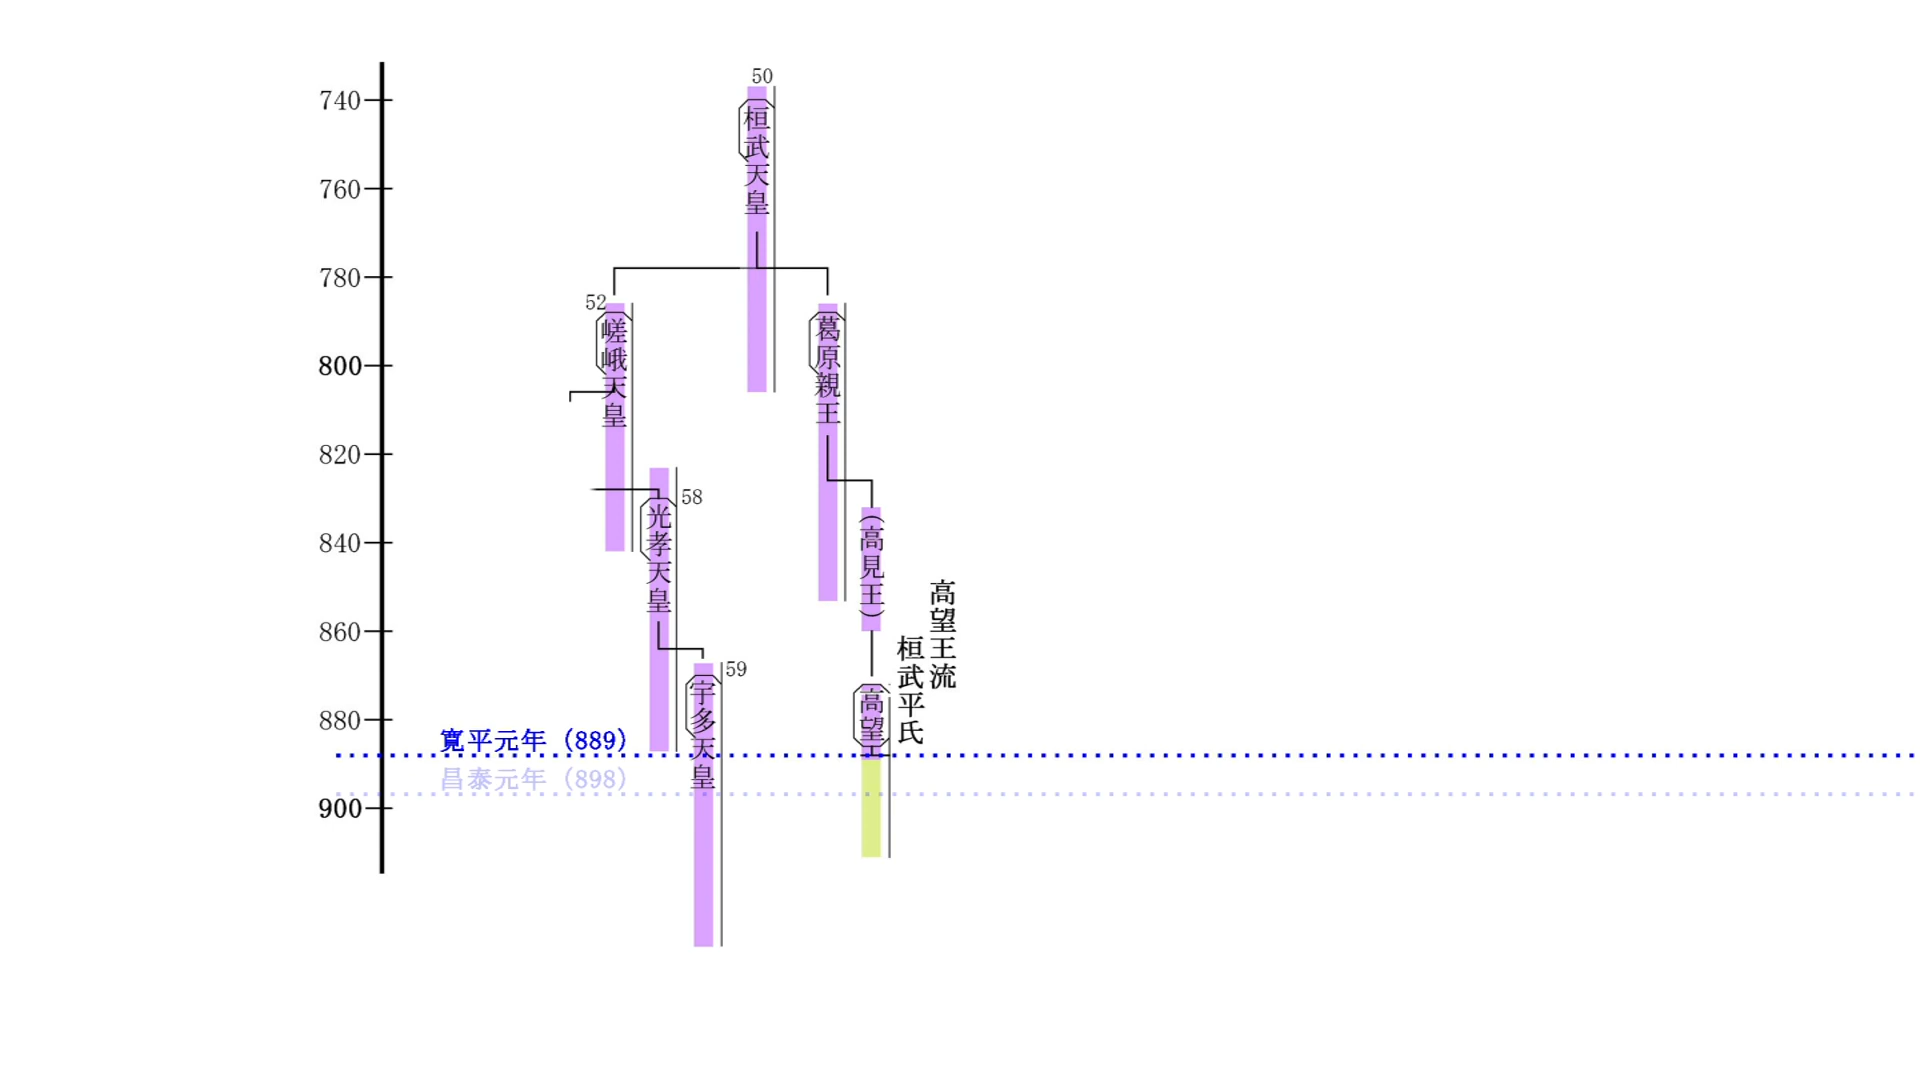 740
760
780
800
820
840
860
880
900
50
桓武天皇
52
嵯峨天皇
葛原親王
58
光孝天皇
59
宇多天皇
(高見王)
高望王流
桓武平氏
高望王
寛平元年 (889)
昌泰元年 (898)